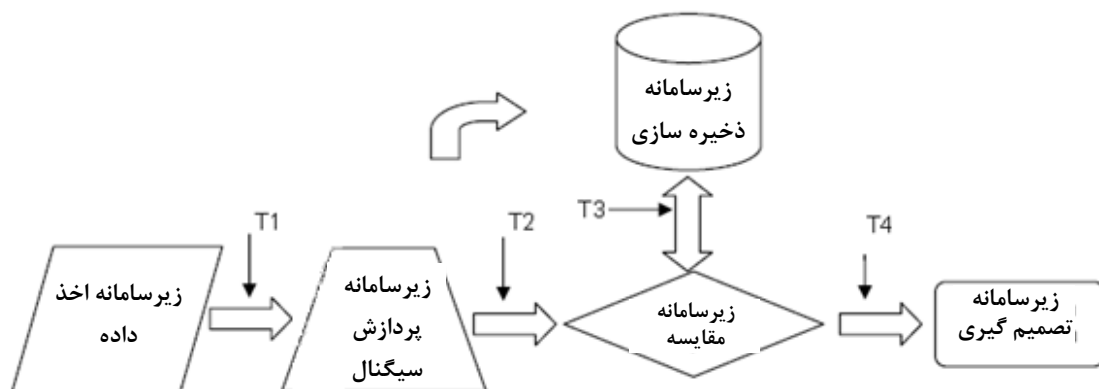 زیرسامانه
ذخیره سازی
T1
T2
T3
T4
زیرسامانه اخذ
داده
زیرسامانه
پردازش
سیگنال
زیرسامانه
مقایسه
زیرسامانه
تصمیم گیری